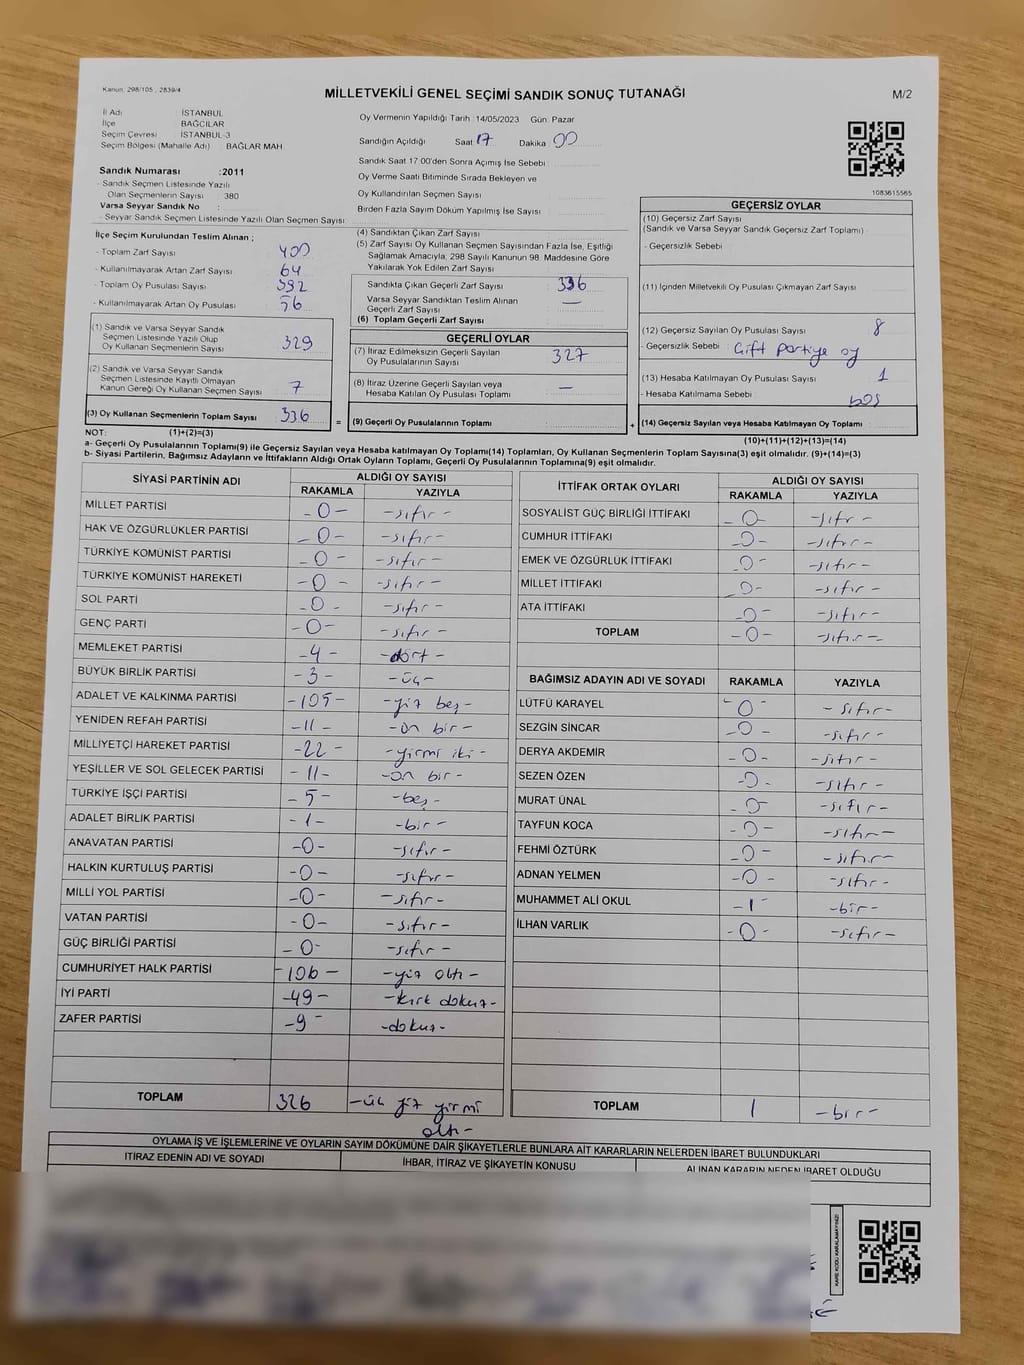 Kanun, 298/105 , 2839/4
MİLLETVEKİLİ GENEL SEÇİMİ SANDIK SONUÇ TUTANAĞI
M/2
İl Adı : İSTANBUL
İlçe : BAĞCILAR
Seçim Çevresi : İSTANBUL-3
Seçim Bölgesi (Mahalle Adı) : BAĞLAR MAH
Sandık Numarası :2011
- Sandık Seçmen Listesinde Yazılı
Olan Seçmenlerin Sayısı : 380
Varsa Seyyar Sandık No :
- Seyyar Sandık Seçmen Listesinde Yazılı Olan Seçmen Sayısı:
Oy Vermenin Yapıldığı Tarih : 14/05/2023 Gün: Pazar
Sandığın Açıldığı Saat 17 Dakika 00
Sandık Saat 17:00'den Sonra Açımış İse Sebebi :
Oy Verme Saati Bitiminde Sırada Bekleyen ve
Oy Kullandırılan Seçmen Sayısı :
Birden Fazla Sayım Döküm Yapılmış İse Sayısı :
1083615565
İlçe Seçim Kurulundan Teslim Alınan ;
- Toplam Zarf Sayısı : 400
- Kullanılmayarak Artan Zarf Sayısı : 64
- Toplam Oy Pusulası Sayısı : 392
- Kullanılmayarak Artan Oy Pusulası : 56
(1) Sandık ve Varsa Seyyar Sandık
Seçmen Listesinde Yazılı Olup
Oy Kullanan Seçmenlerin Sayısı : 329
(2) Sandık ve Varsa Seyyar Sandık
Seçmen Listesinde Kayıtlı Olmayan
Kanun Gereği Oy Kullanan Seçmen Sayısı : 7
(3) Oy Kullanan Seçmenlerin Toplam Sayısı : 336
(4) Sandıktan Çıkan Zarf Sayısı :
(5) Zarf Sayısı Oy Kullanan Seçmen Sayısından Fazla İse, Eşitliği
Sağlamak Amacıyla, 298 Sayılı Kanunun 98. Maddesine Göre
Yakılarak Yok Edilen Zarf Sayısı :
Sandıkta Çıkan Geçerli Zarf Sayısı : 336
Varsa Seyyar Sandıktan Teslim Alınan
Geçerli Zarf Sayısı : —
(6) Toplam Geçerli Zarf Sayısı :
GEÇERLİ OYLAR
(7) İtiraz Edilmeksizin Geçerli Sayılan
Oy Pusulalarının Sayısı : 327
(8) İtiraz Üzerine Geçerli Sayılan veya
Hesaba Katılan Oy Pusulası Toplamı : —
= (9) Geçerli Oy Pusulalarının Toplamı :
GEÇERSİZ OYLAR
(10) Geçersiz Zarf Sayısı
(Sandık ve Varsa Seyyar Sandık Geçersiz Zarf Toplamı) :
- Geçersizlik Sebebi :
(11) İçinden Milletvekili Oy Pusulası Çıkmayan Zarf Sayısı :
(12) Geçersiz Sayılan Oy Pusulası Sayısı : 8
- Geçersizlik Sebebi : Çift Partiye oy
(13) Hesaba Katılmayan Oy Pusulası Sayısı : 1
- Hesaba Katılmama Sebebi : boş
+ (14) Geçersiz Sayılan veya Hesaba Katılmayan Oy Toplamı :
NOT: (1)+(2)=(3)
(10)+(11)+(12)+(13)=(14)
a- Geçerli Oy Pusulalarının Toplamı(9) ile Geçersiz Sayılan veya Hesaba katılmayan Oy Toplamı(14) Toplamları, Oy Kullanan Seçmenlerin Toplam Sayısına(3) eşit olmalıdır. (9)+(14)=(3)
b- Siyasi Partilerin, Bağımsız Adayların ve İttifakların Aldığı Ortak Oyların Toplamı, Geçerli Oy Pusulalarının Toplamına(9) eşit olmalıdır.
SİYASİ PARTİNİN ADI ALDIĞI OY SAYISI
RAKAMLA YAZIYLA
MİLLET PARTİSİ -0- -sıfır-
HAK VE ÖZGÜRLÜKLER PARTİSİ -0- -sıfır-
TÜRKİYE KOMÜNİST PARTİSİ -0- -sıfır-
TÜRKİYE KOMÜNİST HAREKETİ -0- -sıfır-
SOL PARTİ -0- -sıfır-
GENÇ PARTİ -0- -sıfır-
MEMLEKET PARTİSİ -4- -dört-
BÜYÜK BİRLİK PARTİSİ -3- -üç-
ADALET VE KALKINMA PARTİSİ -105- -yüz beş-
YENİDEN REFAH PARTİSİ -11- -on bir-
MİLLİYETÇİ HAREKET PARTİSİ -22- -yirmi iki-
YEŞİLLER VE SOL GELECEK PARTİSİ -11- -on bir-
TÜRKİYE İŞÇİ PARTİSİ -5- -beş-
ADALET BİRLİK PARTİSİ -1- -bir-
ANAVATAN PARTİSİ -0- -sıfır-
HALKIN KURTULUŞ PARTİSİ -0- -sıfır-
MİLLİ YOL PARTİSİ -0- -sıfır-
VATAN PARTİSİ -0- -sıfır-
GÜÇ BİRLİĞİ PARTİSİ -0- -sıfır-
CUMHURİYET HALK PARTİSİ -106- -yüz altı-
İYİ PARTİ -49- -kırk dokuz-
ZAFER PARTİSİ -9- -dokuz-
TOPLAM 326 -üç yüz yirmi
altı-
İTTİFAK ORTAK OYLARI ALDIĞI OY SAYISI
RAKAMLA YAZIYLA
SOSYALİST GÜÇ BİRLİĞİ İTTİFAKI -0- -sıfır-
CUMHUR İTTİFAKI -0- -sıfır-
EMEK VE ÖZGÜRLÜK İTTİFAKI -0- -sıfır-
MİLLET İTTİFAKI -0- -sıfır-
ATA İTTİFAKI -0- -sıfır-
TOPLAM -0- -sıfır-
BAĞIMSIZ ADAYIN ADI VE SOYADI RAKAMLA YAZIYLA
LÜTFÜ KARAYEL -0- -sıfır-
SEZGİN SİNCAR -0- -sıfır-
DERYA AKDEMİR -0- -sıfır-
SEZEN ÖZEN -0- -sıfır-
MURAT ÜNAL -0- -sıfır-
TAYFUN KOCA -0- -sıfır-
FEHMİ ÖZTÜRK -0- -sıfır-
ADNAN YELMEN -0- -sıfır-
MUHAMMET ALİ OKUL -1- -bir-
İLHAN VARLIK -0- -sıfır-
TOPLAM 1 -bir-
OYLAMA İŞ VE İŞLEMLERİNE VE OYLARIN SAYIM DÖKÜMÜNE DAİR ŞİKAYETLERLE BUNLARA AİT KARARLARIN NELERDEN İBARET BULUNDUKLARI
İTİRAZ EDENİN ADI VE SOYADI İHBAR, İTİRAZ VE ŞİKAYETİN KONUSU ALINAN KARARIN NEDEN İBARET OLDUĞU
KARE KODU KARALAMAYINIZ!